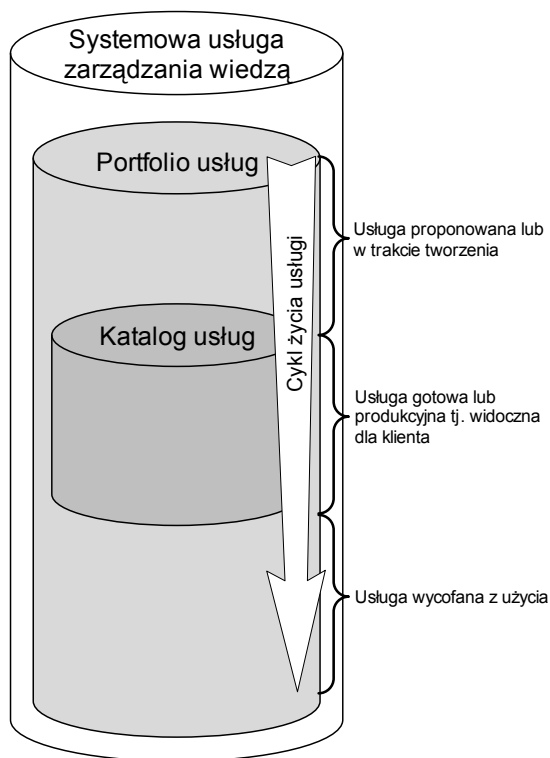 Systemowa usługa
zarządzania wiedzą
Portfolio usług
Usługa proponowana lub
w trakcie tworzenia
Cykl życia usługi
Katalog usług
Usługa gotowa lub
produkcyjna tj. widoczna
dla klienta
Usługa wycofana z użycia